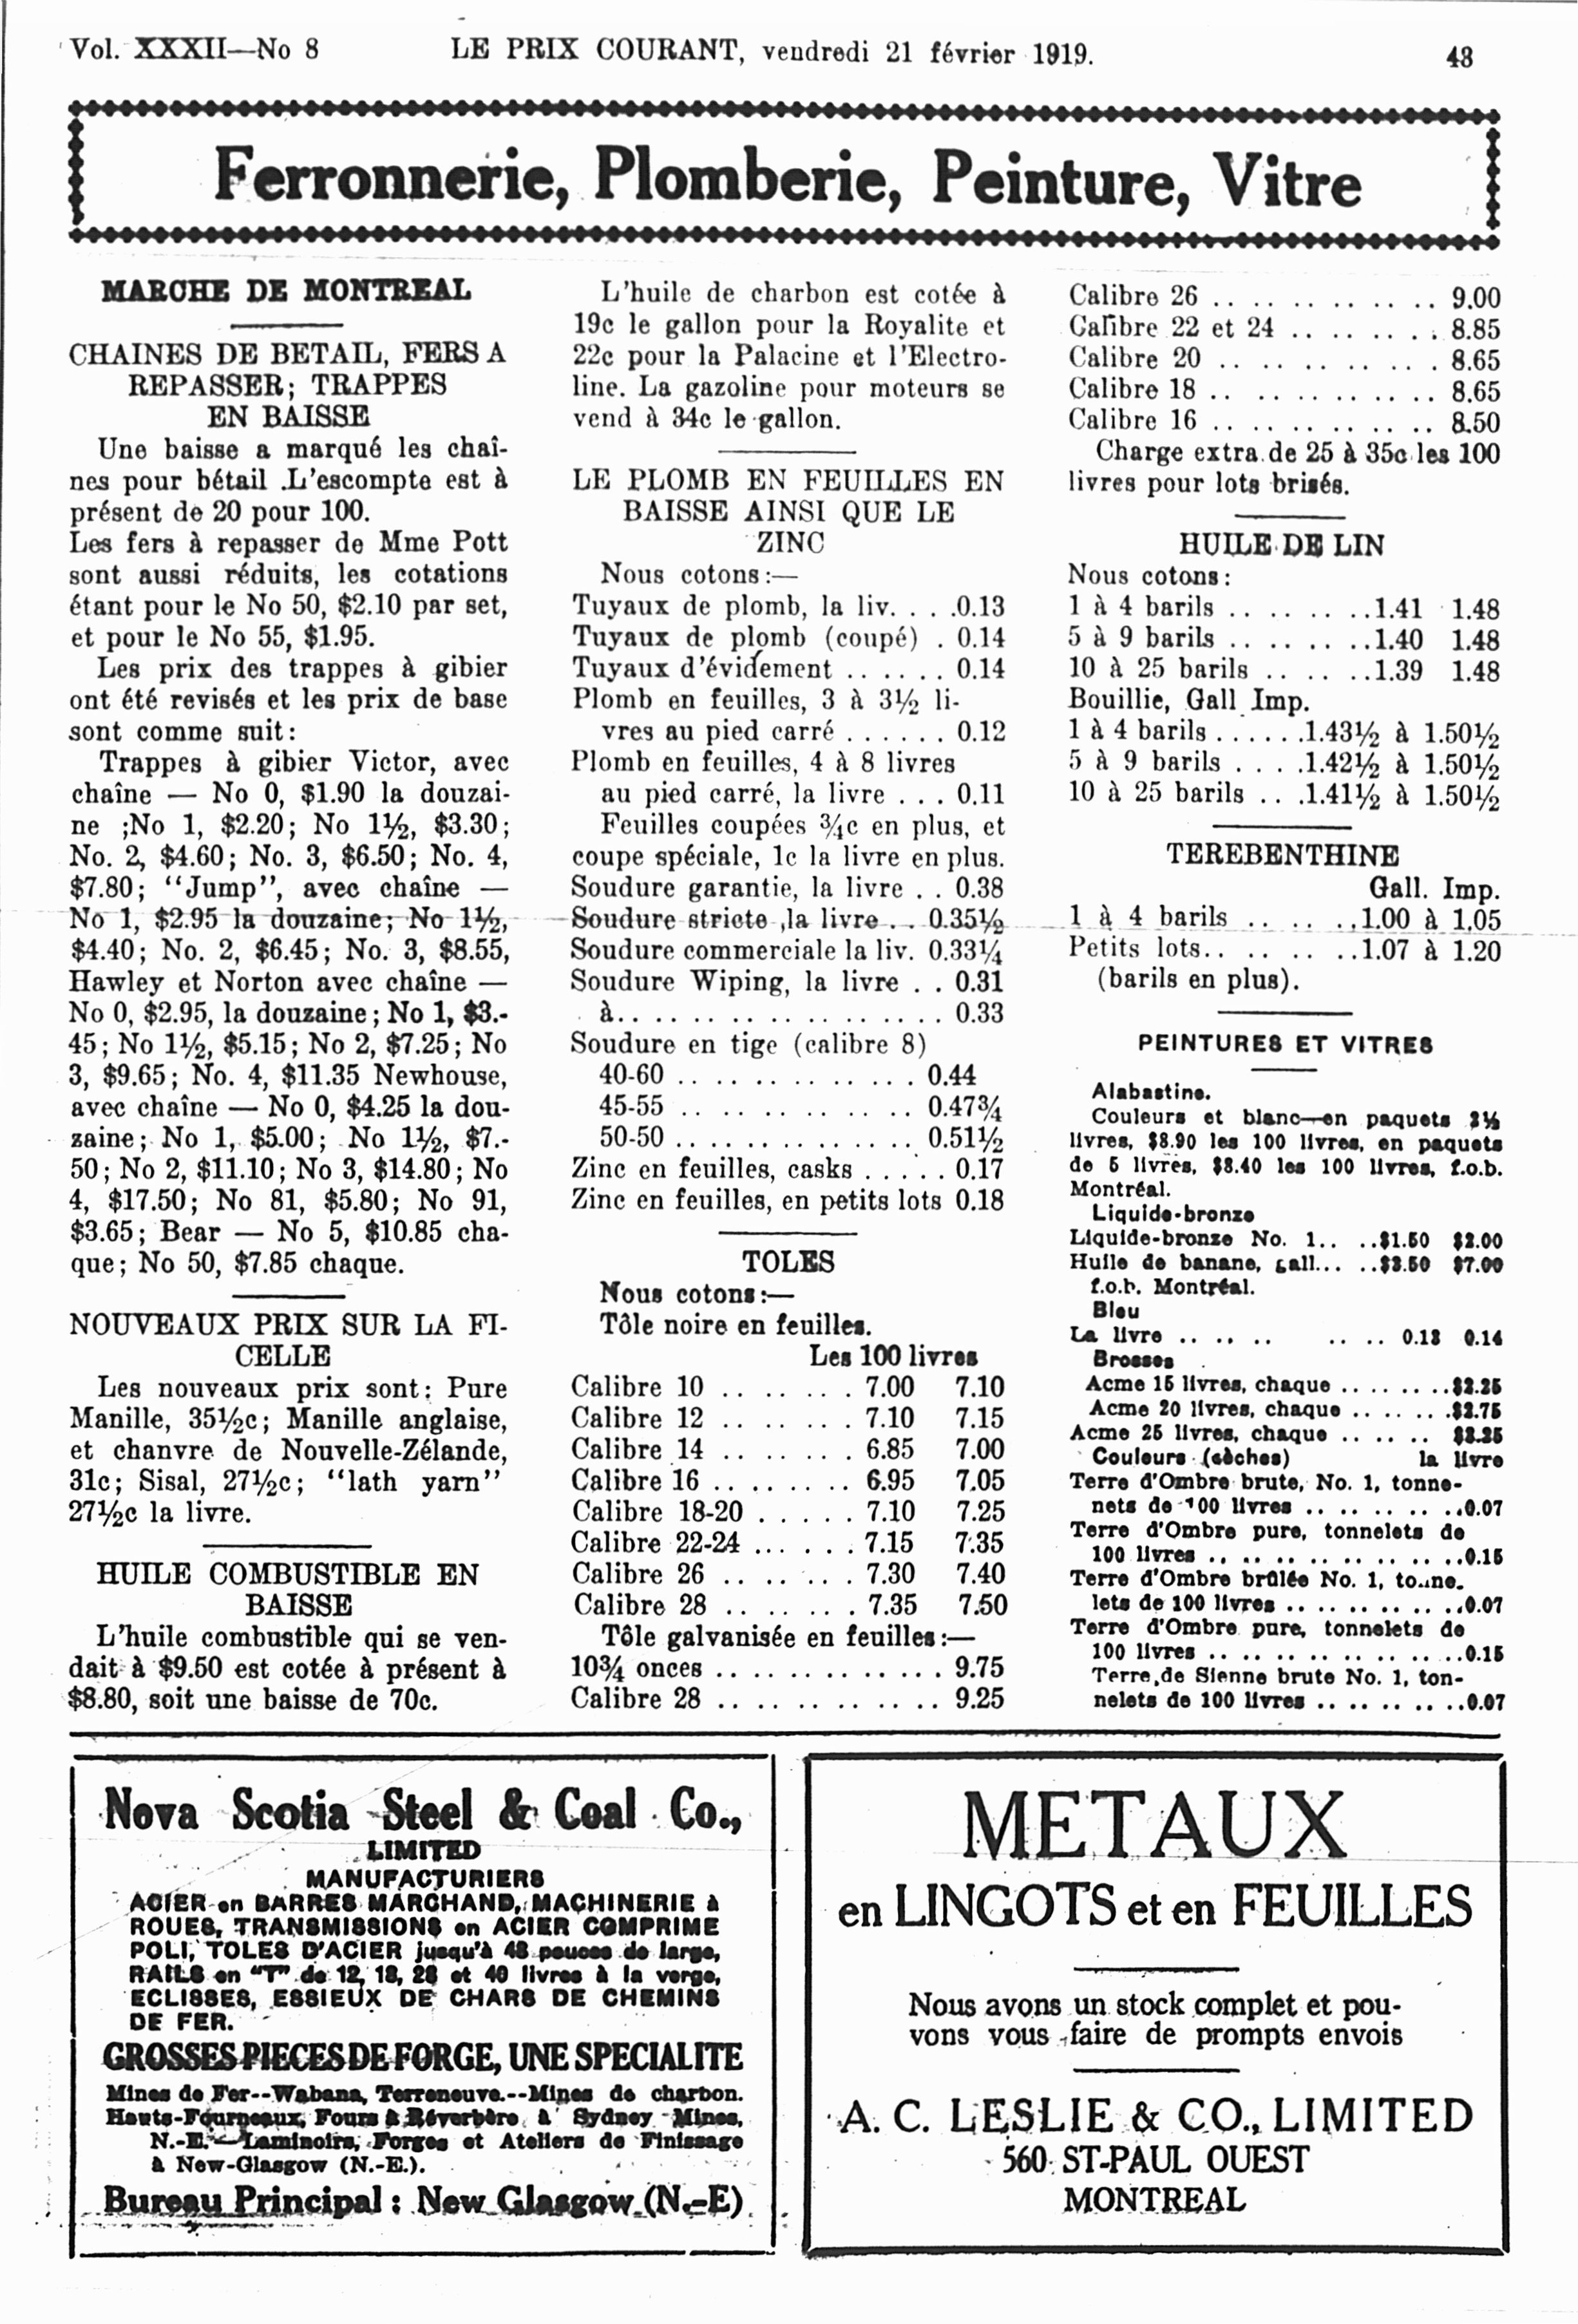 Vol. XXXII—No 8 LE PRIX COURANT, vendredi 21 février 1919. 43
Ferronnerie, Plomberie, Peinture, Vitre
MARCHE DE MONTREAL
CHAINES DE BETAIL, FERS A
REPASSER; TRAPPES
EN BAISSE
Une baisse a marqué les chaî-
nes pour bétail .L'escompte est à
présent de 20 pour 100.
Les fers à repasser de Mme Pott
sont aussi réduits, les cotations
étant pour le No 50, $2.10 par set,
et pour le No 55, $1.95.
Les prix des trappes à gibier
ont été revisés et les prix de base
sont comme suit:
Trappes à gibier Victor, avec
chaîne — No 0, $1.90 la douzai-
ne ;No 1, $2.20; No 1½, $3.30;
No. 2, $4.60; No. 3, $6.50; No. 4,
$7.80; "Jump", avec chaîne —
No 1, $2.95 la douzaine; No 1½,
$4.40; No. 2, $6.45; No. 3, $8.55,
Hawley et Norton avec chaîne —
No 0, $2.95, la douzaine; No 1, $3.-
45; No 1½, $5.15; No 2, $7.25; No
3, $9.65; No. 4, $11.35 Newhouse,
avec chaîne — No 0, $4.25 la dou-
zaine; No 1, $5.00; No 1½, $7.-
50; No 2, $11.10; No 3, $14.80; No
4, $17.50; No 81, $5.80; No 91,
$3.65; Bear — No 5, $10.85 cha-
que; No 50, $7.85 chaque.
NOUVEAUX PRIX SUR LA FI-
CELLE
Les nouveaux prix sont: Pure
Manille, 35½c; Manille anglaise,
et chanvre de Nouvelle-Zélande,
31c; Sisal, 27½c; "lath yarn"
27½c la livre.
HUILE COMBUSTIBLE EN
BAISSE
L'huile combustible qui se ven-
dait à $9.50 est cotée à présent à
$8.80, soit une baisse de 70c.
L'huile de charbon est cotée à
19c le gallon pour la Royalite et
22c pour la Palacine et l'Electro-
line. La gazoline pour moteurs se
vend à 34c le gallon.
LE PLOMB EN FEUILLES EN
BAISSE AINSI QUE LE
ZINC
Nous cotons:—
Tuyaux de plomb, la liv. . . .0.13
Tuyaux de plomb (coupé) . 0.14
Tuyaux d'évidement . . . . . . 0.14
Plomb en feuilles, 3 à 3½ li-
vres au pied carré . . . . . . 0.12
Plomb en feuilles, 4 à 8 livres
au pied carré, la livre . . . 0.11
Feuilles coupées ¾c en plus, et
coupe spéciale, 1c la livre en plus.
Soudure garantie, la livre . . 0.38
Soudure stricte ,la livre . . 0.35½
Soudure commerciale la liv. 0.33¼
Soudure Wiping, la livre . . 0.31
à. . . . . . . . . . . . . . . . . . 0.33
Soudure en tige (calibre 8)
40-60 . . . . . . . . . . . . . 0.44
45-55 . . . . . . . . . . . . . 0.47¾
50-50 . . . . . . . . . . . . . 0.51½
Zinc en feuilles, casks . . . . . 0.17
Zinc en feuilles, en petits lots 0.18
TOLES
Nous cotons:—
Tôle noire en feuilles.
Les 100 livres
Calibre 10 . . . . . . . . 7.00 7.10
Calibre 12 . . . . . . . . 7.10 7.15
Calibre 14 . . . . . . . . 6.85 7.00
Calibre 16 . . . . . . . . 6.95 7.05
Calibre 18-20 . . . . . . 7.10 7.25
Calibre 22-24 . . . . . . 7.15 7.35
Calibre 26 . . . . . . . . 7.30 7.40
Calibre 28 . . . . . . . . 7.35 7.50
Tôle galvanisée en feuilles:—
10¾ onces . . . . . . . . . . . . . 9.75
Calibre 28 . . . . . . . . . . . . 9.25
Calibre 26 . . . . . . . . . . . . 9.00
Calibre 22 et 24 . . . . . . . . 8.85
Calibre 20 . . . . . . . . . . . . 8.65
Calibre 18 . . . . . . . . . . . . 8.65
Calibre 16 . . . . . . . . . . . . 8.50
Charge extra de 25 à 35c les 100
livres pour lots brisés.
HUILE DE LIN
Nous cotons:
1 à 4 barils . . . . . . . .1.41 1.48
5 à 9 barils . . . . . . . .1.40 1.48
10 à 25 barils . . . . . .1.39 1.48
Bouillie, Gall. Imp.
1 à 4 barils . . . . . .1.43½ à 1.50½
5 à 9 barils . . . .1.42½ à 1.50½
10 à 25 barils . . .1.41½ à 1.50½
TEREBENTHINE
Gall. Imp.
1 à 4 barils . . . . . .1.00 à 1.05
Petits lots. . . . . . . .1.07 à 1.20
(barils en plus).
PEINTURES ET VITRES
Alabastine.
Couleurs et blanc—en paquets 2½
livres, $8.90 les 100 livres, en paquets
de 5 livres, $8.40 les 100 livres, f.o.b.
Montréal.
Liquide-bronze
Liquide-bronze No. 1.. ..$1.50 $2.00
Huile de banane, gall... ..$3.50 $7.00
f.o.b. Montréal.
Bleu
La livre .. .. .. .. .. 0.13 0.14
Brosses
Acme 15 livres, chaque .. .. .. ..$2.25
Acme 20 livres, chaque .. .. .. ..$2.75
Acme 25 livres, chaque .. .. .. $3.25
Couleurs (sèches) la livre
Terre d'Ombre brute, No. 1, tonne-
nets de 100 livres .. .. .. .. .. ..0.07
Terre d'Ombre pure, tonnelets de
100 livres .. .. .. .. .. .. .. .. ..0.15
Terre d'Ombre brûlée No. 1, tonne-
lets de 100 livres .. .. .. .. .. ..0.07
Terre d'Ombre pure, tonnelets de
100 livres .. .. .. .. .. .. .. .. ..0.15
Terre de Sienne brute No. 1, ton-
nelets de 100 livres .. .. .. .. ..0.07
Nova Scotia Steel & Coal Co.,
LIMITED
MANUFACTURIERS
ACIER en BARRES MARCHAND, MACHINERIE à
ROUES, TRANSMISSIONS en ACIER COMPRIME
POLI, TOLES D'ACIER jusqu'à 48 pouces de large,
RAILS en "T" de 12, 18, 28 et 40 livres à la verge,
ECLISSES, ESSIEUX DE CHARS DE CHEMINS
DE FER.
GROSSES PIECES DE FORGE, UNE SPECIALITE
Mines de Fer--Wabana, Terreneuve.--Mines de charbon.
Hauts-Fourneaux, Fours à Réverbère à Sydney Mines,
N.-E.—Laminoirs, Forges et Ateliers de Finissage
à New-Glasgow (N.-E.).
Bureau Principal : New Glasgow (N.-E)
METAUX
en LINGOTS et en FEUILLES
Nous avons un stock complet et pou-
vons vous faire de prompts envois
A. C. LESLIE & CO., LIMITED
560 ST-PAUL OUEST
MONTREAL